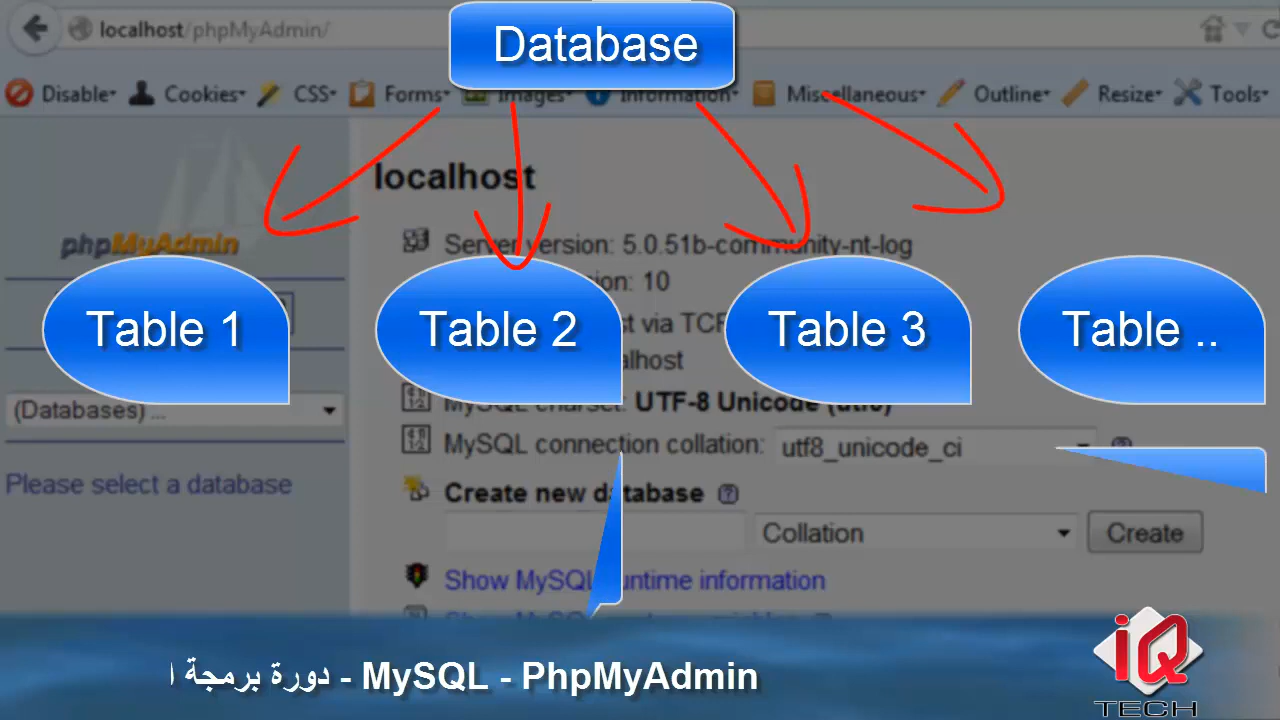 Database
localhost/phpMyAdmin/
Disable Cookies CSS Forms Images Information Miscellaneous Outline Resize Tools
localhost
phpMyAdmin
Server version: 5.0.51b-community-nt-log
10
Table 1
Table 2
Table 3
Table ..
(Databases) ...
MySQL charset: UTF-8 Unicode (utf8)
MySQL connection collation: utf8_unicode_ci
Please select a database
Create new database
Collation
Create
Show MySQL runtime information
دورة برمجة - MySQL - PhpMyAdmin
iQ
TECH